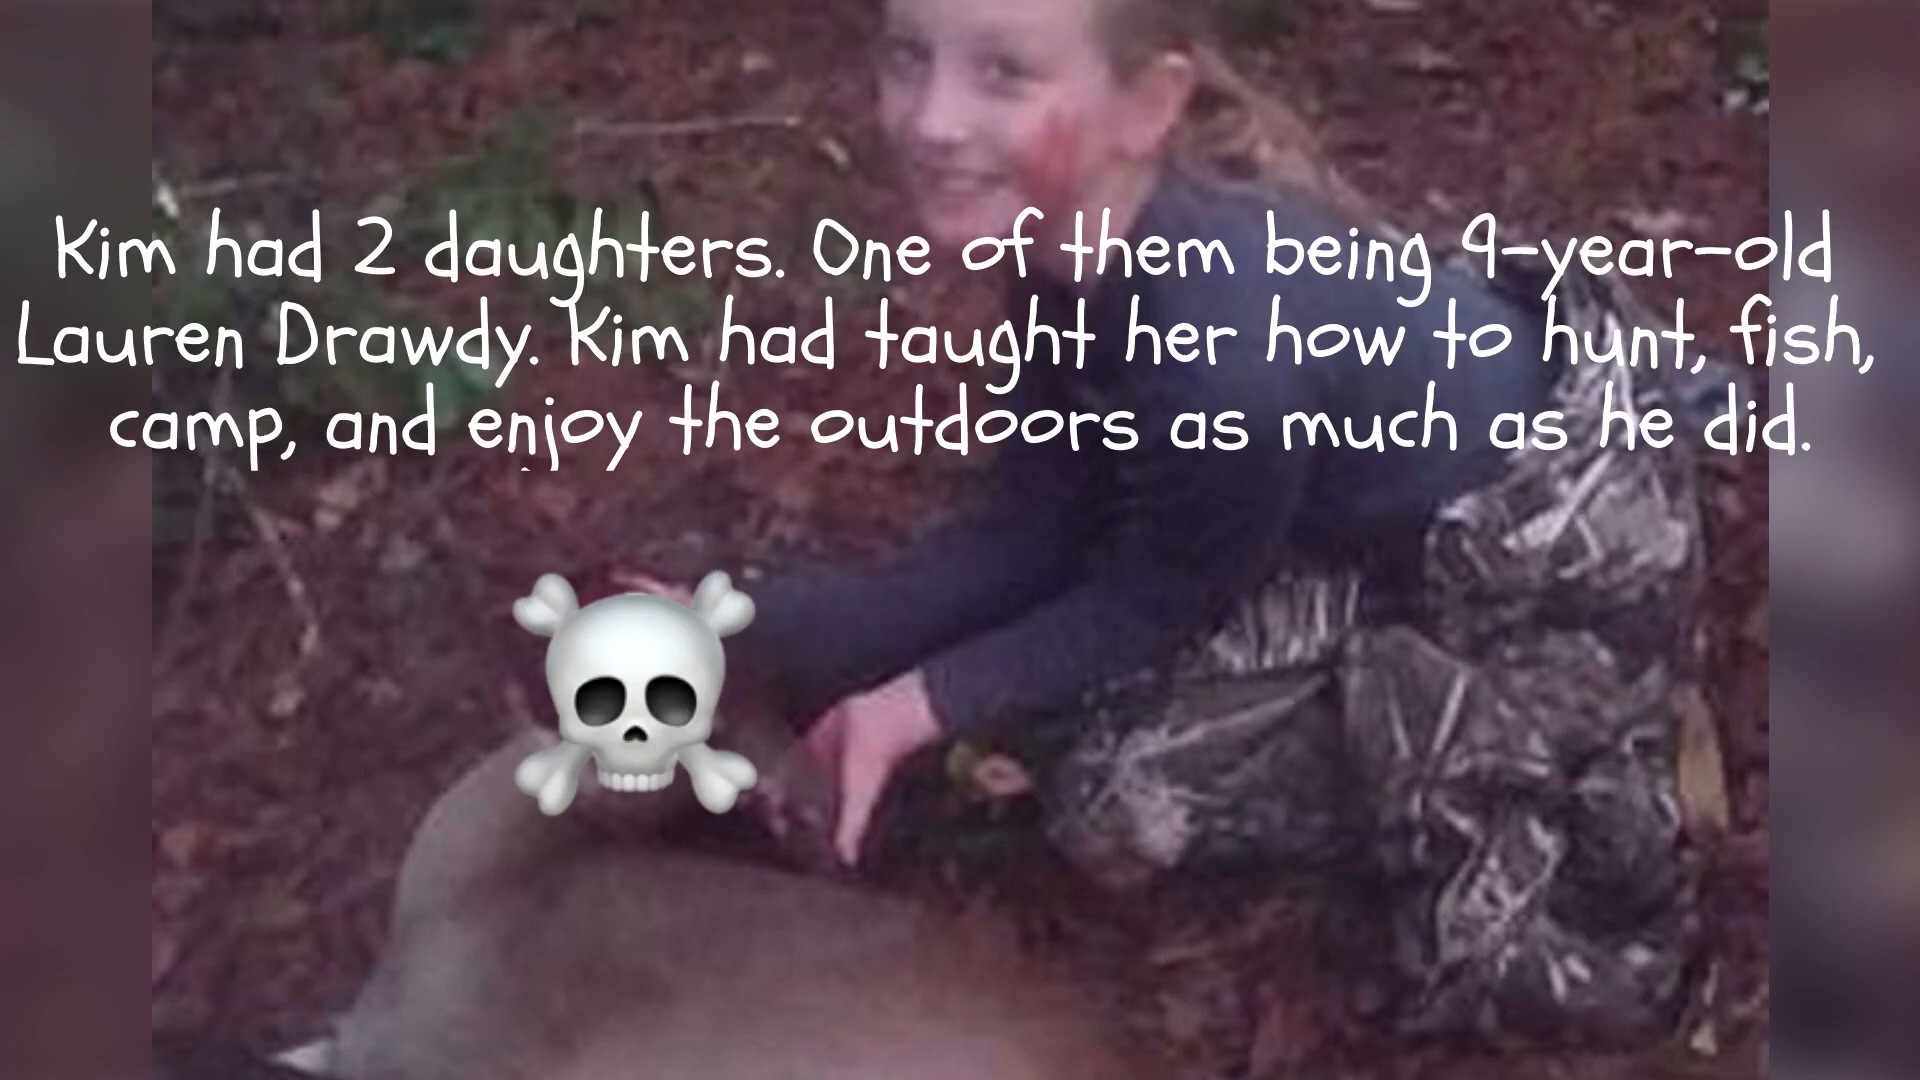 Kim had 2 daughters. One of them being 9-year-old
Lauren Drawdy. Kim had taught her how to hunt, fish,
camp, and enjoy the outdoors as much as he did.